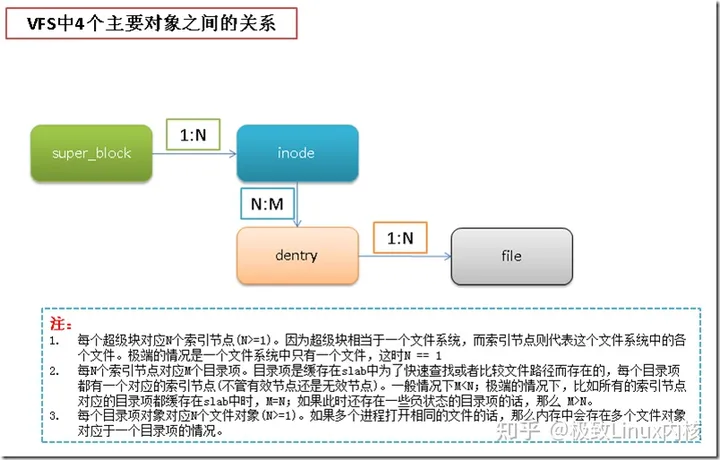 VFS中4个主要对象之间的关系
super_block
1:N
inode
N:M
dentry
1:N
file
注:
1. 每个超级块对应N个索引节点(N>=1)。因为超级块相当于一个文件系统，而索引节点则代表这个文件系统中的各
个文件。极端的情况是一个文件系统中只有一个文件，这时N == 1
2. 每N个索引节点对应M个目录项。目录项是缓存在slab中为了快速查找或者比较文件路径而存在的，每个目录项
都有一个对应的索引节点(不管有效节点还是无效节点)。一般情况下M<N；极端的情况下，比如所有的索引节点
对应的目录项都缓存在slab中时，M=N；如果此时还存在一些负状态的目录项的话，那么 M>N。
3. 每个目录项对象对应N个文件对象(N>=1)。如果多个进程打开相同的文件的话，那么内存中会存在多个文件对象
对应于一个目录项的情况。
知乎 @极致Linux内核